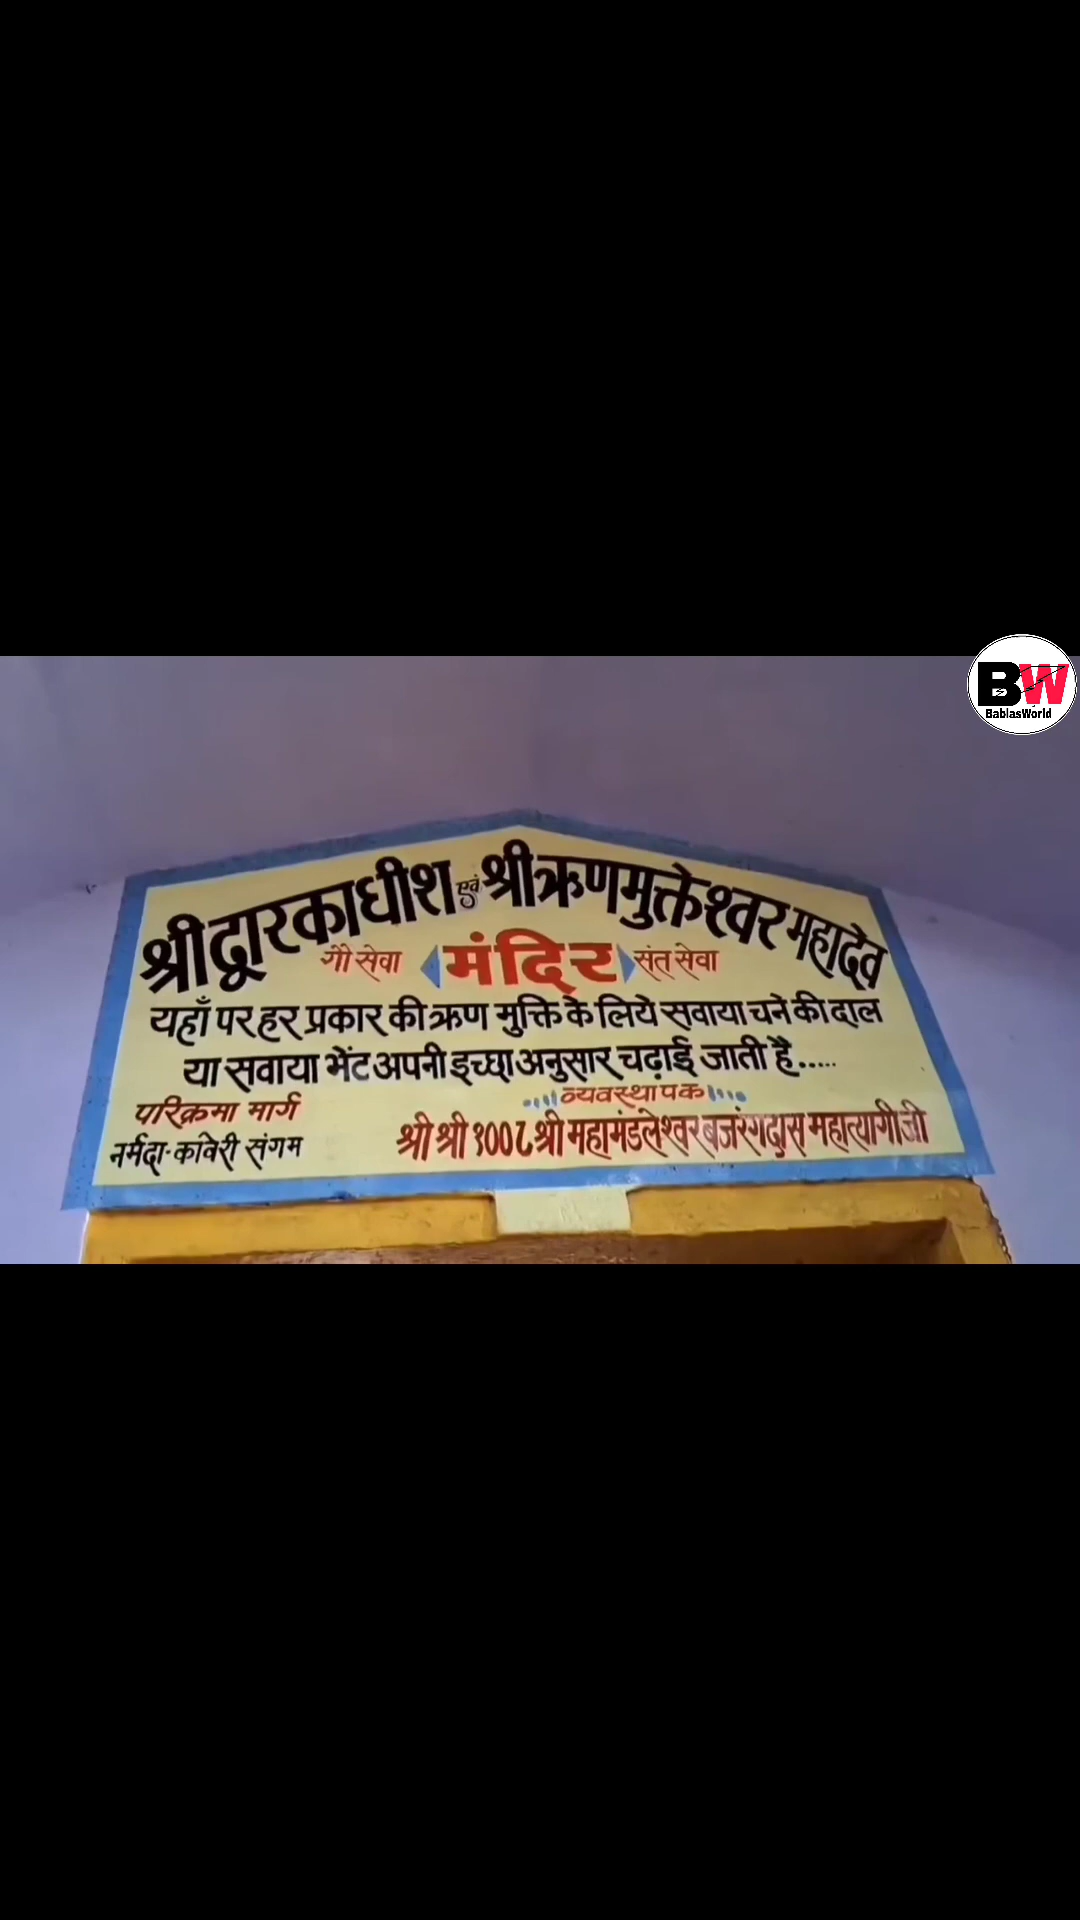 BW
BablasWorld
श्री द्वारकाधीश एवं श्री ऋणमुक्तेश्वर महादेव
गौ सेवा मंदिर संत सेवा
यहाँ पर हर प्रकार की ऋण मुक्ति के लिये सवाया चने की दाल
या सवाया भेंट अपनी इच्छा अनुसार चढ़ाई जाती है.....
व्यवस्थापक
परिक्रमा मार्ग
श्री श्री १००८ श्री महामंडलेश्वर बजरंगदास महात्यागी जी
नर्मदा-कावेरी संगम